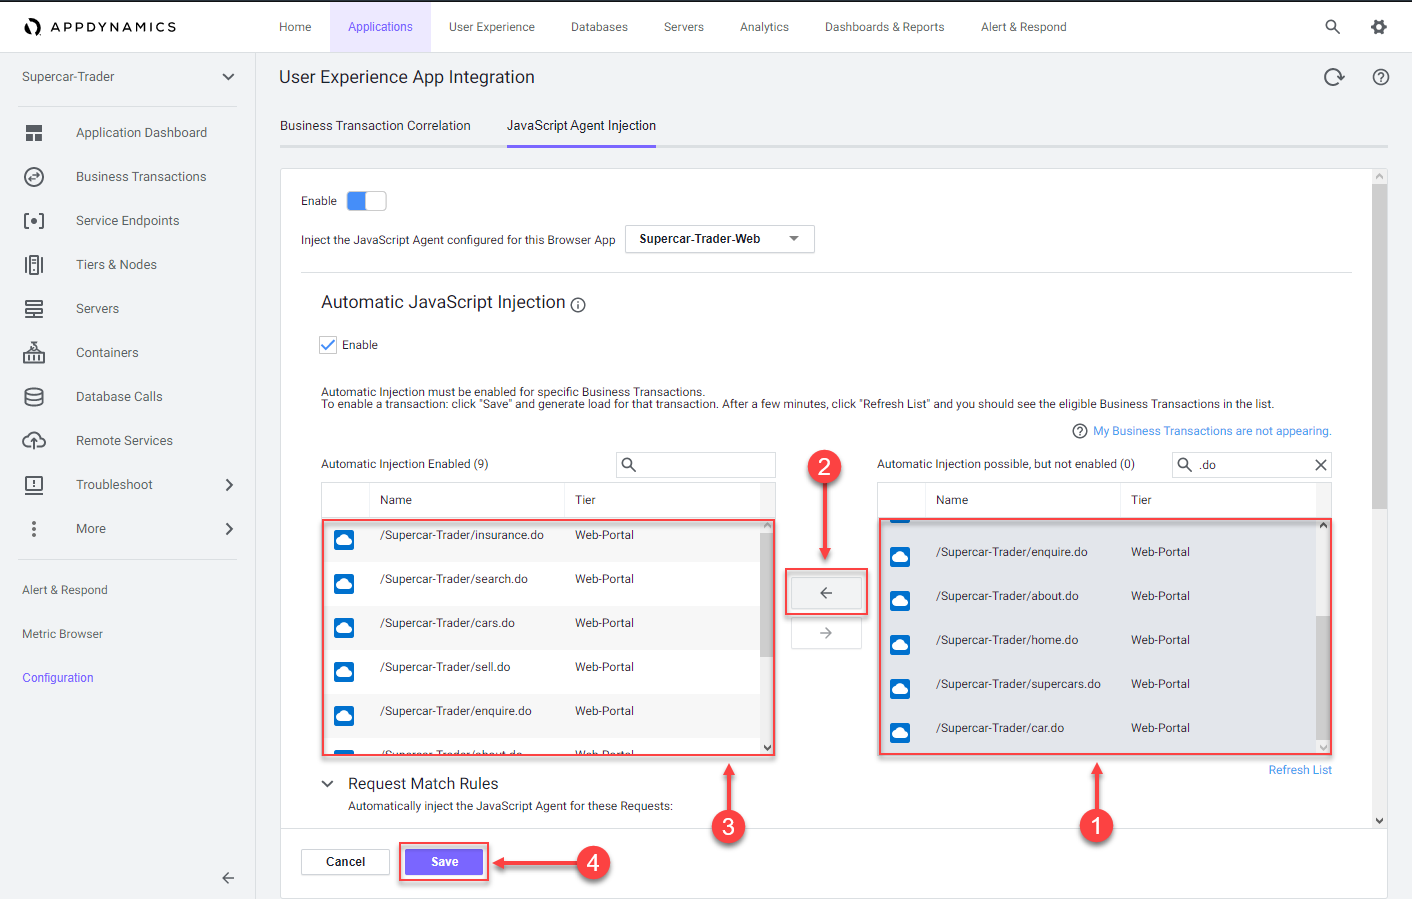 APPDYNAMICS
Home
Applications
User Experience
Databases
Servers
Analytics
Dashboards & Reports
Alert & Respond
Supercar-Trader
Application Dashboard
Business Transactions
Service Endpoints
Tiers & Nodes
Servers
Containers
Database Calls
Remote Services
Troubleshoot
More
Alert & Respond
Metric Browser
Configuration
User Experience App Integration
Business Transaction Correlation
JavaScript Agent Injection
Enable
Inject the JavaScript Agent configured for this Browser App
Supercar-Trader-Web
Automatic JavaScript Injection
Enable
Automatic Injection must be enabled for specific Business Transactions.
To enable a transaction: click "Save" and generate load for that transaction. After a few minutes, click "Refresh List" and you should see the eligible Business Transactions in the list.
My Business Transactions are not appearing.
Automatic Injection Enabled (9)
Name Tier
/Supercar-Trader/insurance.do Web-Portal
/Supercar-Trader/search.do Web-Portal
/Supercar-Trader/cars.do Web-Portal
/Supercar-Trader/sell.do Web-Portal
/Supercar-Trader/enquire.do Web-Portal
/Supercar-Trader/about.do Web-Portal
2
Automatic Injection possible, but not enabled (0)
.do
Name Tier
/Supercar-Trader/enquire.do Web-Portal
/Supercar-Trader/about.do Web-Portal
/Supercar-Trader/home.do Web-Portal
/Supercar-Trader/supercars.do Web-Portal
/Supercar-Trader/car.do Web-Portal
Refresh List
Request Match Rules
Automatically inject the JavaScript Agent for these Requests:
3
1
Cancel
Save
4